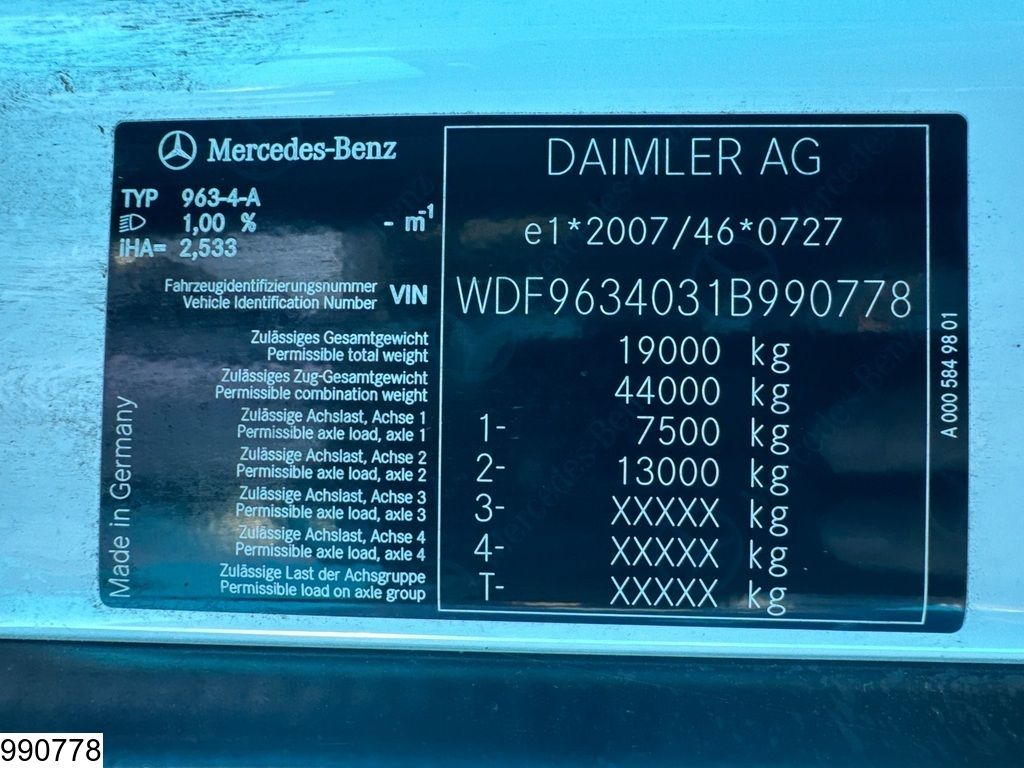 Mercedes-Benz
TYP 963-4-A
1,00 % - m-1
iHA= 2,533
DAIMLER AG
e1*2007/46*0727
Fahrzeugidentifizierungsnummer
Vehicle Identification Number
VIN WDF9634031B990778
Zulässiges Gesamtgewicht
Permissible total weight
19000 kg
Zulässiges Zug-Gesamtgewicht
Permissible combination weight
44000 kg
Zulässige Achslast, Achse 1
Permissible axle load, axle 1
1- 7500 kg
Zulässige Achslast, Achse 2
Permissible axle load, axle 2
2- 13000 kg
Zulässige Achslast, Achse 3
Permissible axle load, axle 3
3- XXXXX kg
Zulässige Achslast, Achse 4
Permissible axle load, axle 4
4- XXXXX kg
Zulässige Last der Achsgruppe
Permissible load on axle group
T- XXXXX kg
Made in Germany
A 000 584 98 01
990778